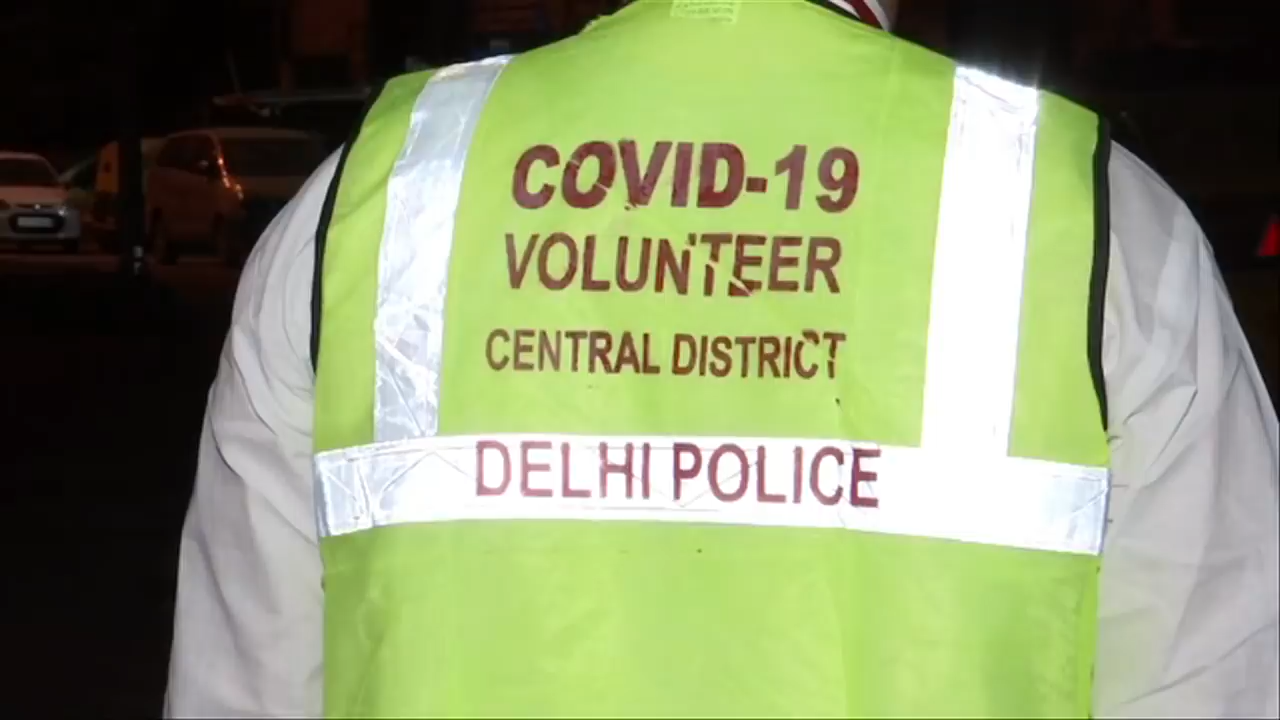 COVID-19
VOLUNTEER
CENTRAL DISTRICT
DELHI POLICE